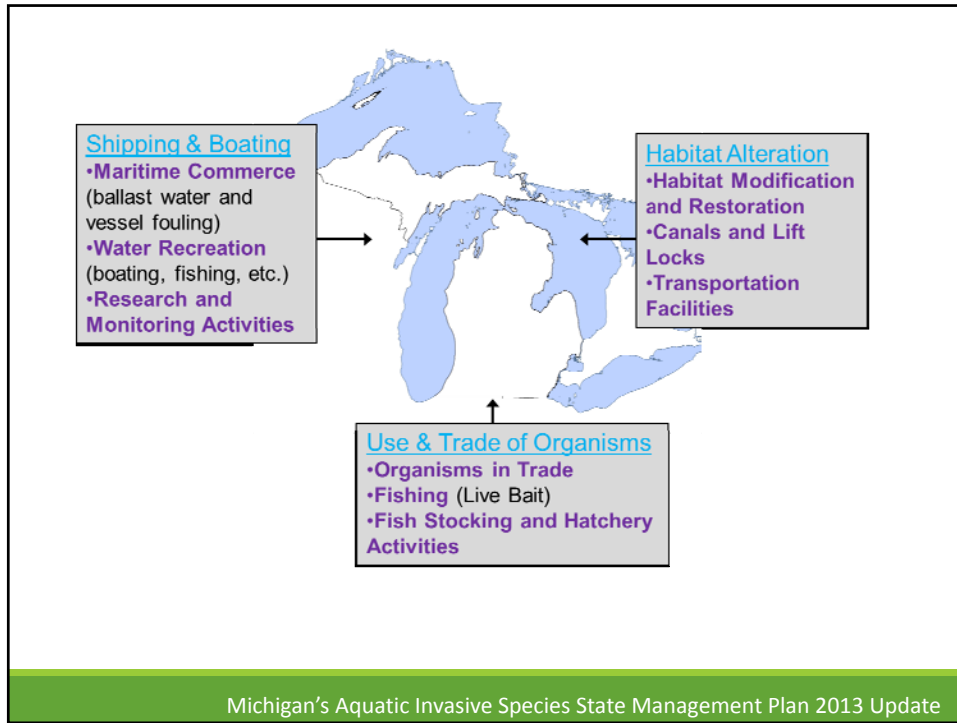 Shipping & Boating
•Maritime Commerce
(ballast water and
vessel fouling)
•Water Recreation
(boating, fishing, etc.)
•Research and
Monitoring Activities
Habitat Alteration
•Habitat Modification
and Restoration
•Canals and Lift
Locks
•Transportation
Facilities
Use & Trade of Organisms
•Organisms in Trade
•Fishing (Live Bait)
•Fish Stocking and Hatchery
Activities
Michigan's Aquatic Invasive Species State Management Plan 2013 Update